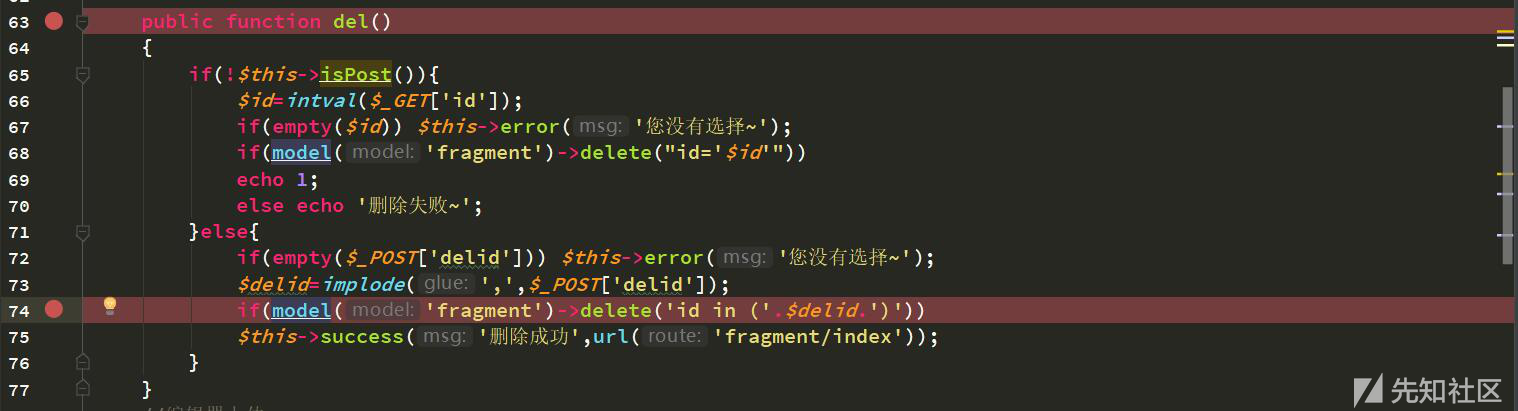 63 public function del()
64 {
65 if(!$this->isPost()){
66 $id=intval($_GET['id']);
67 if(empty($id)) $this->error( msg: '您没有选择~');
68 if(model( model: 'fragment')->delete("id='$id'"))
69 echo 1;
70 else echo '删除失败~';
71 }else{
72 if(empty($_POST['delid'])) $this->error( msg: '您没有选择~');
73 $delid=implode( glue: ',',$_POST['delid']);
74 if(model( model: 'fragment')->delete('id in ('.$delid.')'))
75 $this->success( msg: '删除成功',url( route: 'fragment/index'));
76 }
77 }
先知社区